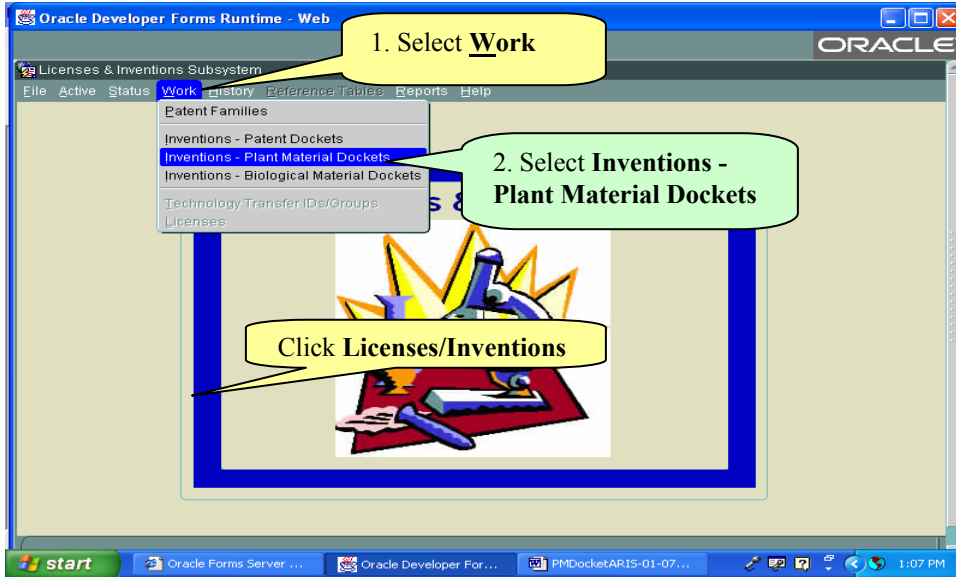 Oracle Developer Forms Runtime - Web
1. Select Work
ORACLE
Licenses & Inventions Subsystem
File Active Status Work History Reference Tables Reports Help
Patent Families
Inventions - Patent Dockets
Inventions - Plant Material Dockets
Inventions - Biological Material Dockets
Technology Transfer IDs/Groups
Licenses
2. Select Inventions -
Plant Material Dockets
s &
Click Licenses/Inventions
start
Oracle Forms Server ...
Oracle Developer For...
PMDocketARIS-01-07...
1:07 PM